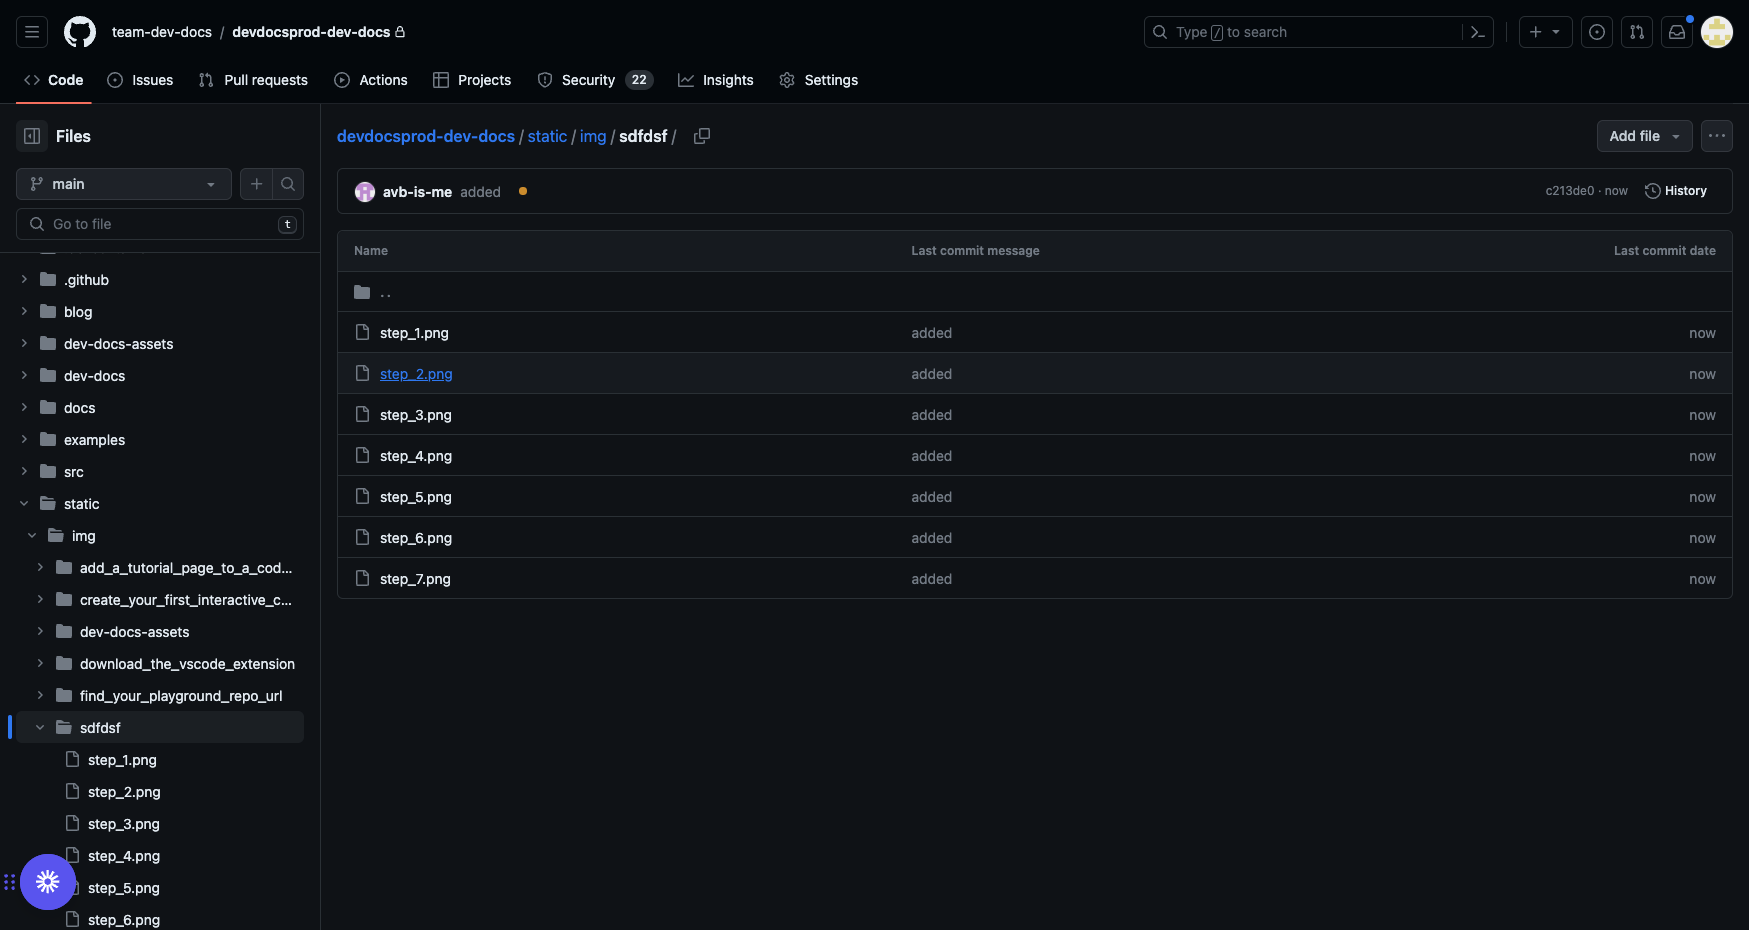 team-dev-docs / devdocsprod-dev-docs
Type / to search
Code
Issues
Pull requests
Actions
Projects
Security 22
Insights
Settings
Files
main
Go to file
t
.github
blog
dev-docs-assets
dev-docs
docs
examples
src
static
img
add_a_tutorial_page_to_a_cod...
create_your_first_interactive_c...
dev-docs-assets
download_the_vscode_extension
find_your_playground_repo_url
sdfdsf
step_1.png
step_2.png
step_3.png
step_4.png
step_5.png
step_6.png
devdocsprod-dev-docs / static / img / sdfdsf /
Add file
avb-is-me added
c213de0 · now
History
Name Last commit message Last commit date
..
step_1.png added now
step_2.png added now
step_3.png added now
step_4.png added now
step_5.png added now
step_6.png added now
step_7.png added now